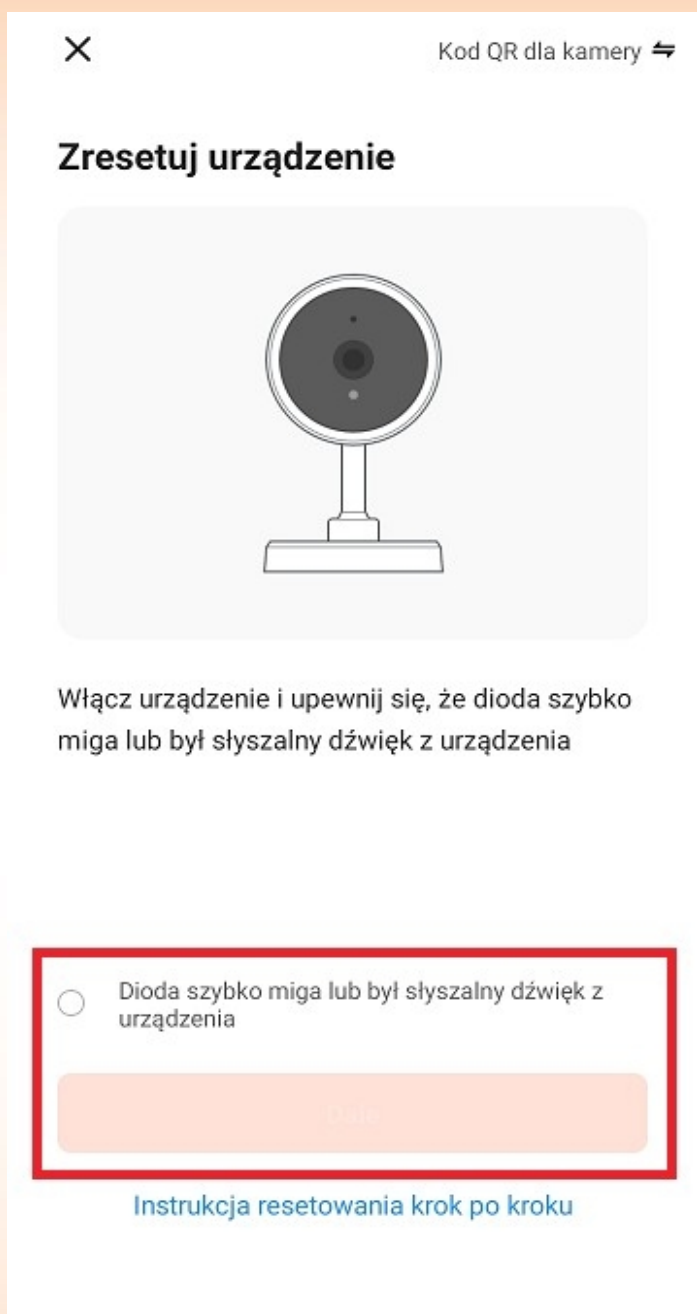 Kod QR dla kamery
Zresetuj urządzenie
Włącz urządzenie i upewnij się, że dioda szybko
miga lub był słyszalny dźwięk z urządzenia
Dioda szybko miga lub był słyszalny dźwięk z
urządzenia
Dalej
Instrukcja resetowania krok po kroku